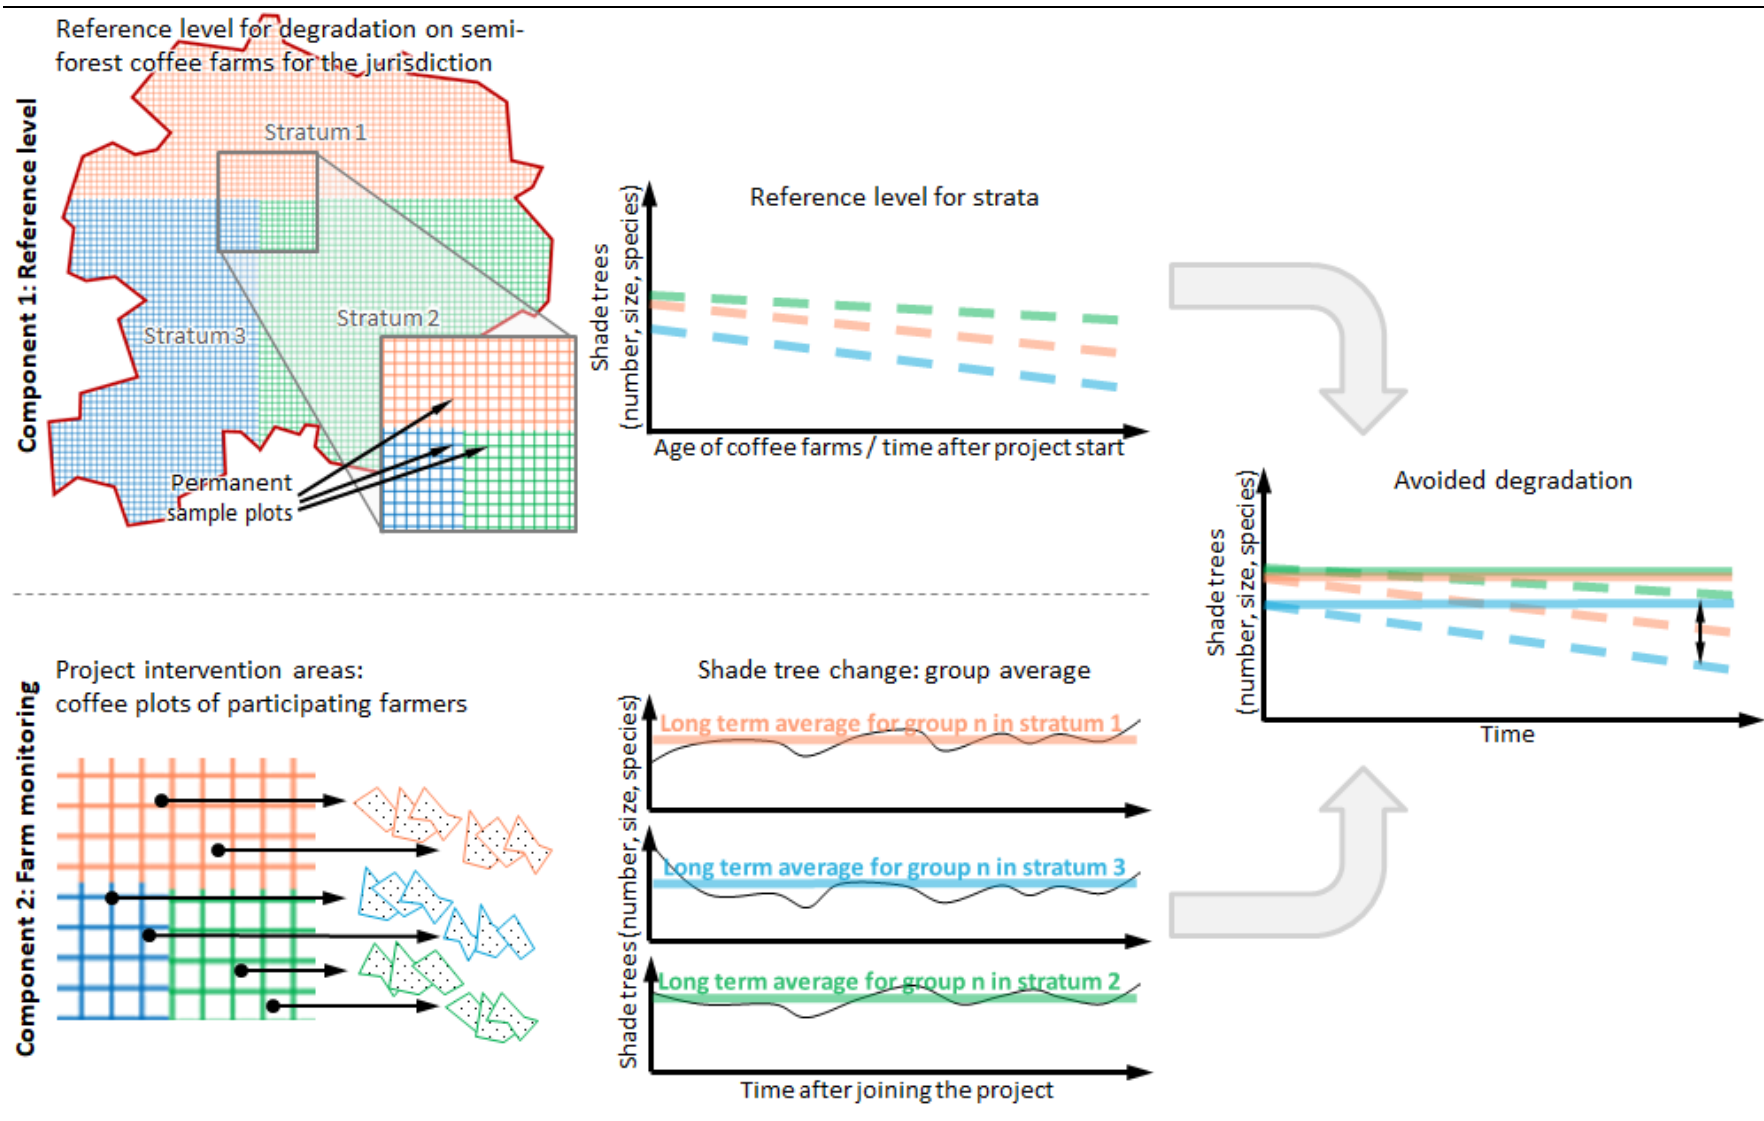 Component 1: Reference level
Reference level for degradation on semi-
forest coffee farms for the jurisdiction
Stratum 1
Stratum 2
Stratum 3
Permanent
sample plots
Reference level for strata
Shade trees
(number, size, species)
Age of coffee farms / time after project start
Avoided degradation
Shade trees
(number, size, species)
Time
Component 2: Farm monitoring
Project intervention areas:
coffee plots of participating farmers
Shade tree change: group average
Shade trees (number, size, species)
Long term average for group n in stratum 1
Long term average for group n in stratum 3
Long term average for group n in stratum 2
Time after joining the project